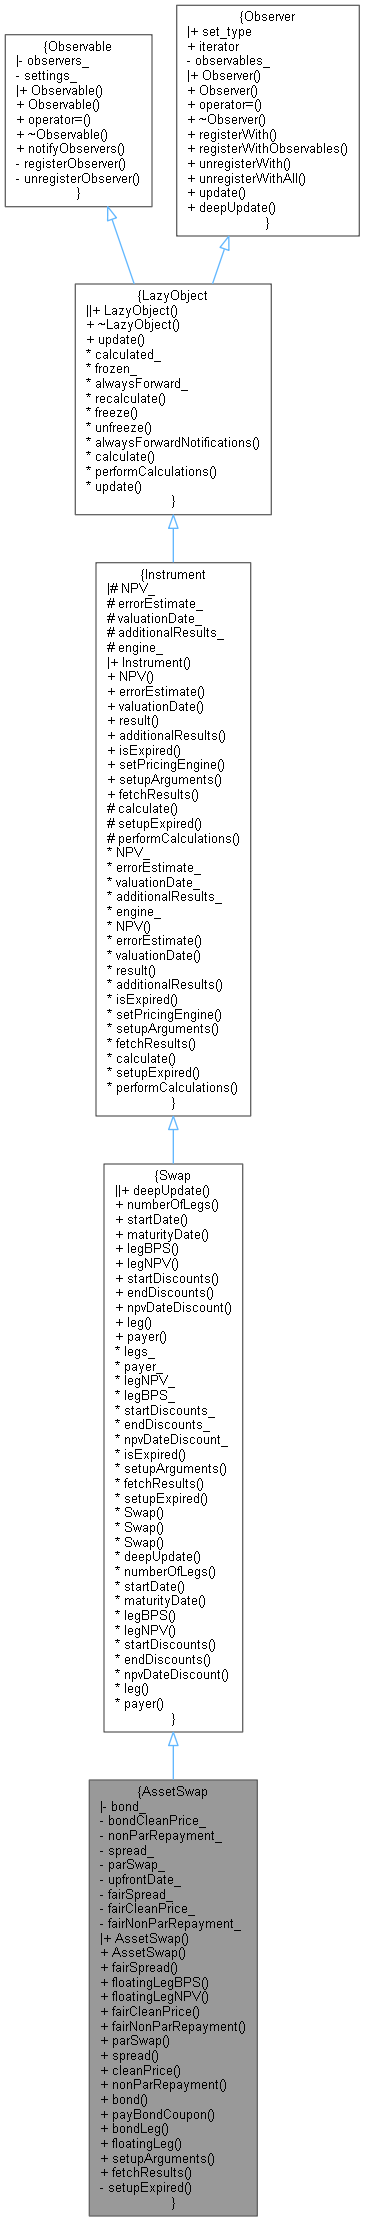 {Observable
|- observers_
- settings_
|+ Observable()
+ Observable()
+ operator=()
+ ~Observable()
+ notifyObservers()
- registerObserver()
- unregisterObserver()
}
{Observer
|+ set_type
+ iterator
- observables_
|+ Observer()
+ Observer()
+ operator=()
+ ~Observer()
+ registerWith()
+ registerWithObservables()
+ unregisterWith()
+ unregisterWithAll()
+ update()
+ deepUpdate()
}
{LazyObject
||+ LazyObject()
+ ~LazyObject()
+ update()
* calculated_
* frozen_
* alwaysForward_
* recalculate()
* freeze()
* unfreeze()
* alwaysForwardNotifications()
* calculate()
* performCalculations()
* update()
}
{Instrument
|# NPV_
# errorEstimate_
# valuationDate_
# additionalResults_
# engine_
|+ Instrument()
+ NPV()
+ errorEstimate()
+ valuationDate()
+ result()
+ additionalResults()
+ isExpired()
+ setPricingEngine()
+ setupArguments()
+ fetchResults()
# calculate()
# setupExpired()
# performCalculations()
* NPV_
* errorEstimate_
* valuationDate_
* additionalResults_
* engine_
* NPV()
* errorEstimate()
* valuationDate()
* result()
* additionalResults()
* isExpired()
* setPricingEngine()
* setupArguments()
* fetchResults()
* calculate()
* setupExpired()
* performCalculations()
}
{Swap
||+ deepUpdate()
+ numberOfLegs()
+ startDate()
+ maturityDate()
+ legBPS()
+ legNPV()
+ startDiscounts()
+ endDiscounts()
+ npvDateDiscount()
+ leg()
+ payer()
* legs_
* payer_
* legNPV_
* legBPS_
* startDiscounts_
* endDiscounts_
* npvDateDiscount_
* isExpired()
* setupArguments()
* fetchResults()
* setupExpired()
* Swap()
* Swap()
* Swap()
* deepUpdate()
* numberOfLegs()
* startDate()
* maturityDate()
* legBPS()
* legNPV()
* startDiscounts()
* endDiscounts()
* npvDateDiscount()
* leg()
* payer()
}
{AssetSwap
|- bond_
- bondCleanPrice_
- nonParRepayment_
- spread_
- parSwap_
- upfrontDate_
- fairSpread_
- fairCleanPrice_
- fairNonParRepayment_
|+ AssetSwap()
+ AssetSwap()
+ fairSpread()
+ floatingLegBPS()
+ floatingLegNPV()
+ fairCleanPrice()
+ fairNonParRepayment()
+ parSwap()
+ spread()
+ cleanPrice()
+ nonParRepayment()
+ bond()
+ payBondCoupon()
+ bondLeg()
+ floatingLeg()
+ setupArguments()
+ fetchResults()
- setupExpired()
}